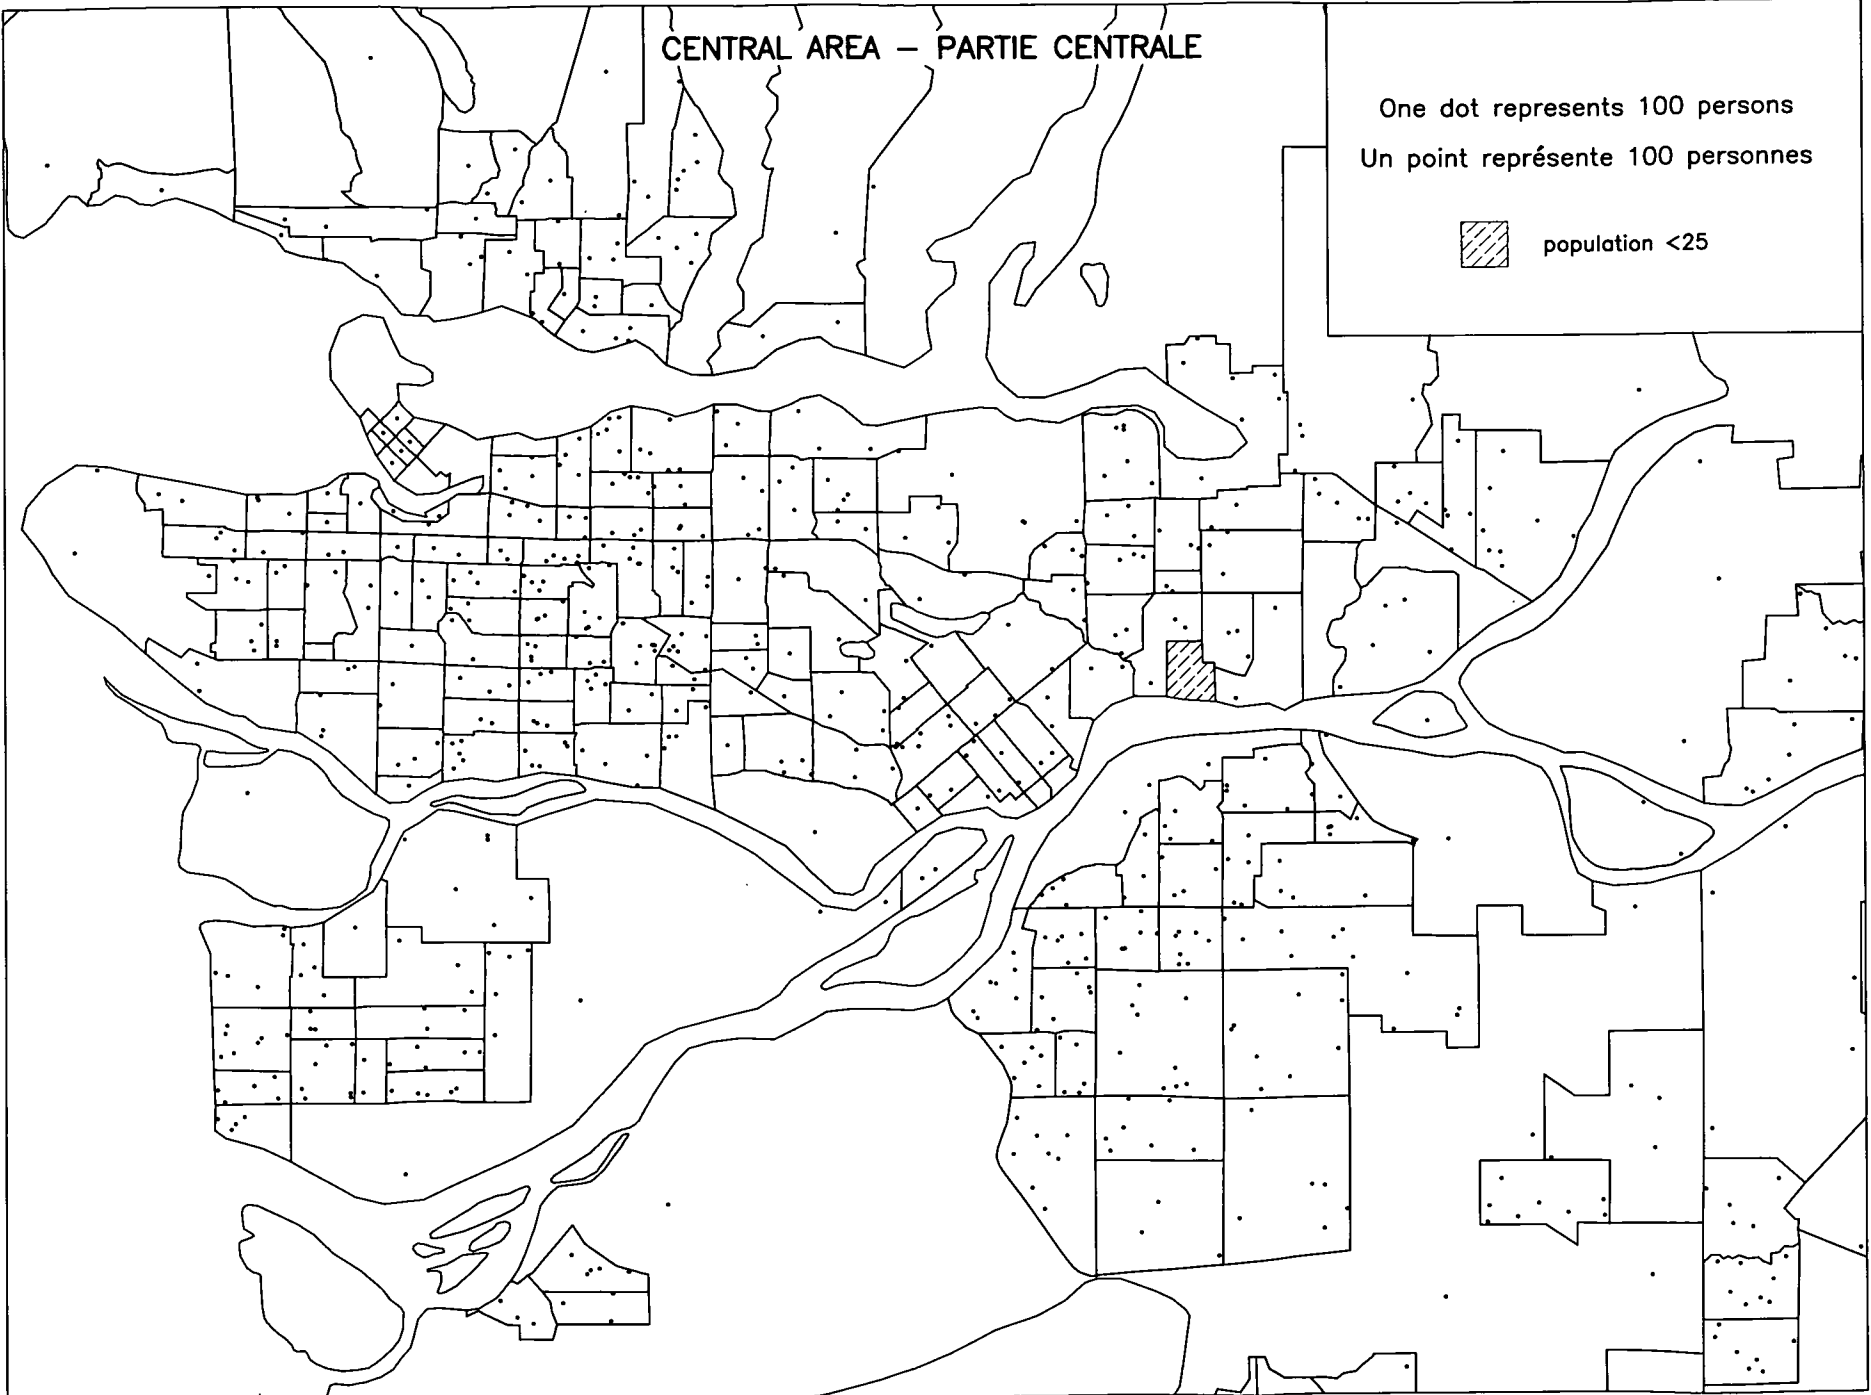 CENTRAL AREA – PARTIE CENTRALE
One dot represents 100 persons
Un point représente 100 personnes
population <25